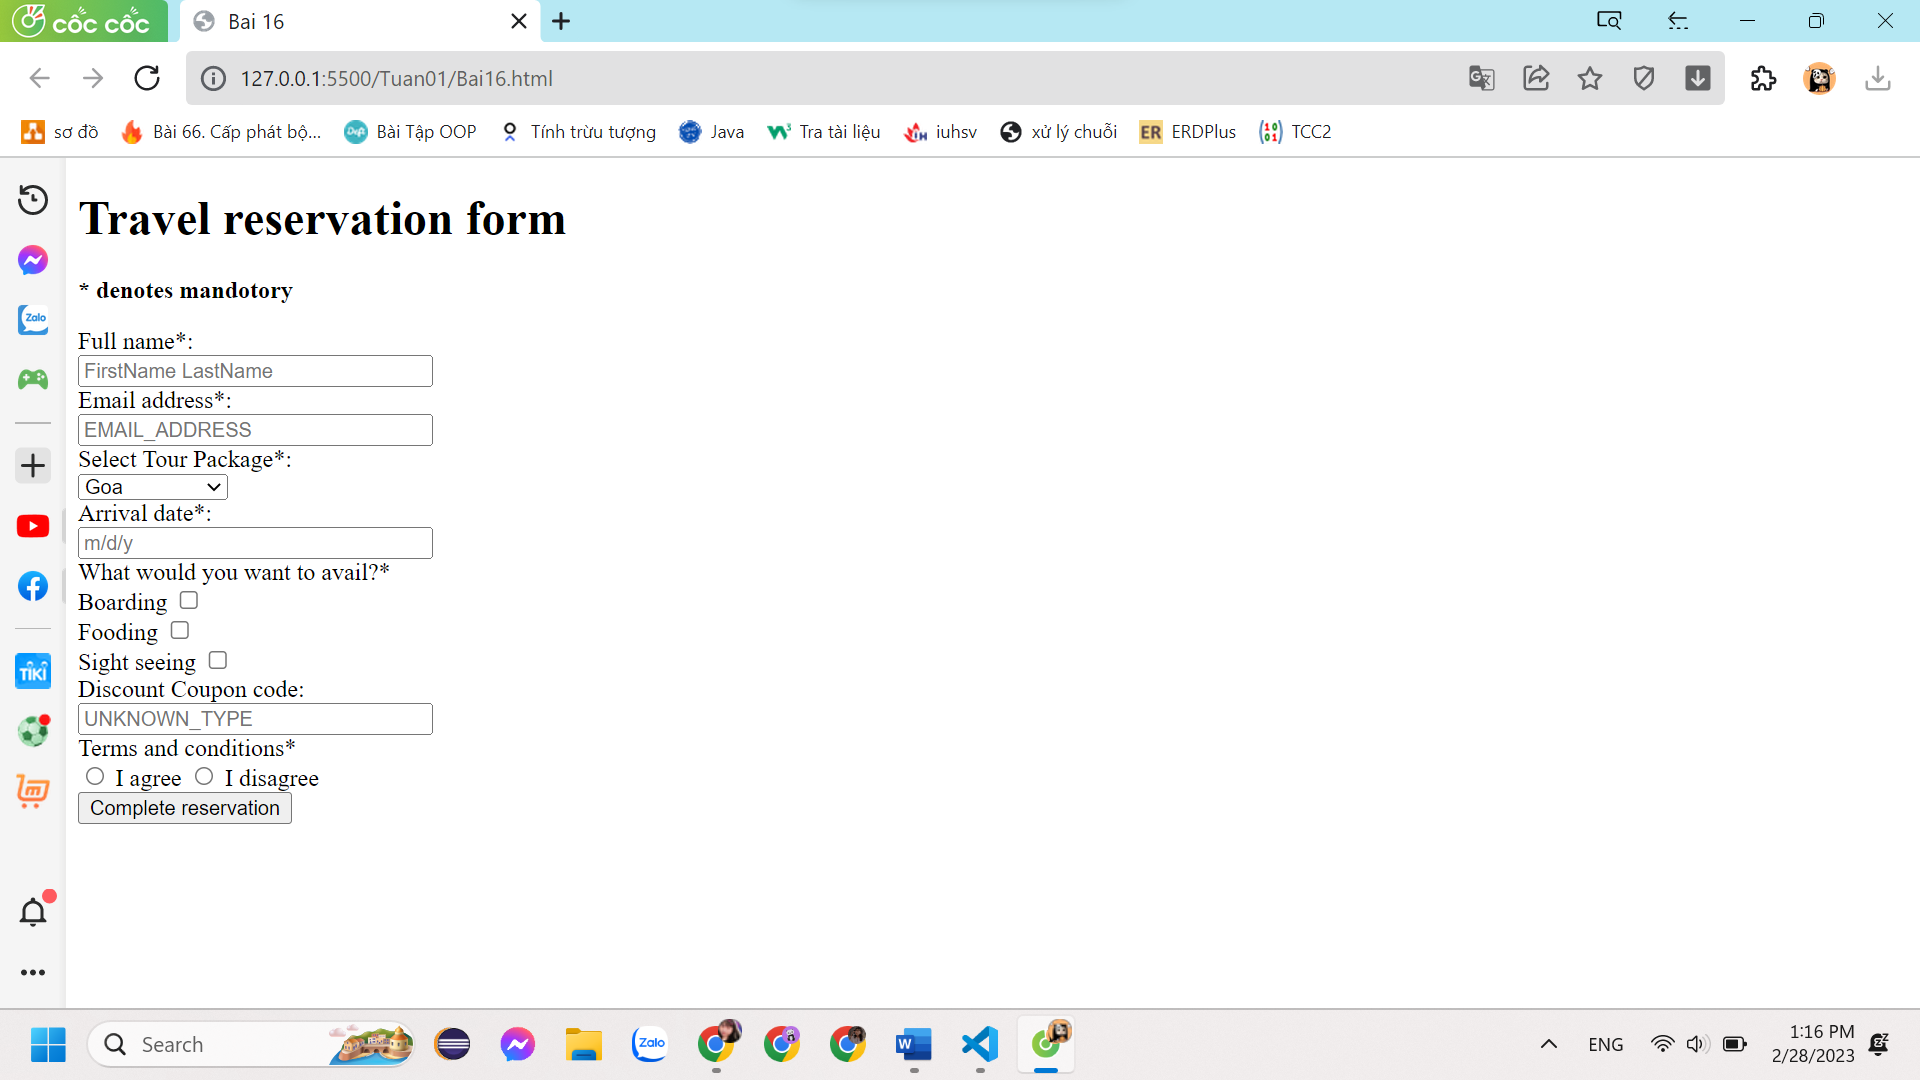 cốc cốc
Bai 16
127.0.0.1:5500/Tuan01/Bai16.html
sơ đồ
Bài 66. Cấp phát bộ...
Bài Tập OOP
Tính trừu tượng
Java
Tra tài liệu
iuhsv
xử lý chuỗi
ER ERDPlus
TCC2
Travel reservation form
* denotes mandotory
Full name*:
FirstName LastName
Email address*:
EMAIL_ADDRESS
Select Tour Package*:
Goa
Arrival date*:
m/d/y
What would you want to avail?*
Boarding
Fooding
Sight seeing
Discount Coupon code:
UNKNOWN_TYPE
Terms and conditions*
I agree I disagree
Complete reservation
Zalo
TIKI
Search
Zalo
W
ENG
1:16 PM
2/28/2023